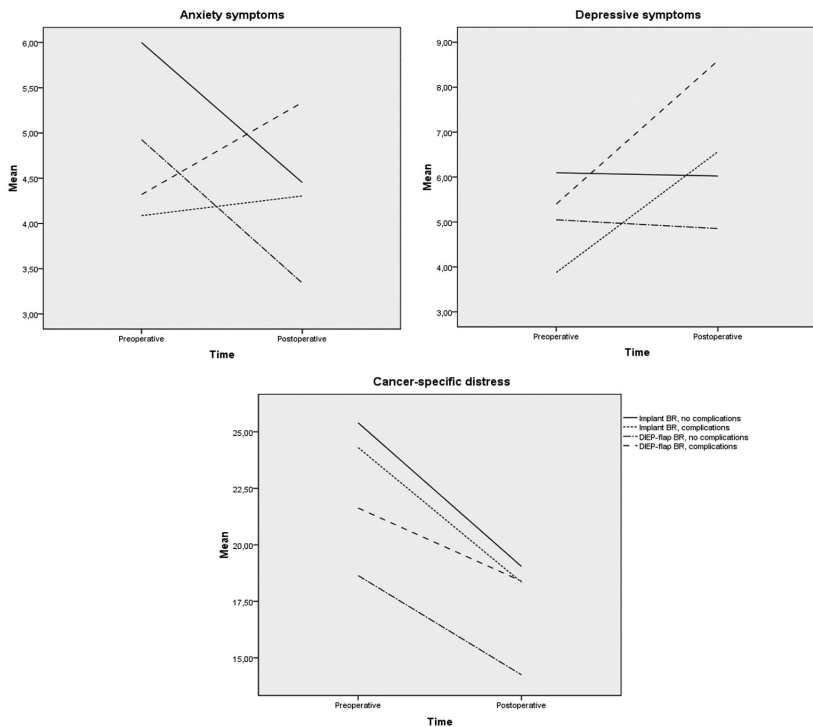 Anxiety symptoms
6,00
5,50
5,00
4,50
4,00
3,50
3,00
Mean
Preoperative
Postoperative
Time
Depressive symptoms
9,00
8,00
7,00
6,00
5,00
4,00
3,00
Mean
Preoperative
Postoperative
Time
Cancer-specific distress
25,00
22,50
20,00
17,50
15,00
Mean
Preoperative
Postoperative
Time
Implant BR, no complications
Implant BR, complications
DIEP-flap BR, no complications
DIEP-flap BR, complications